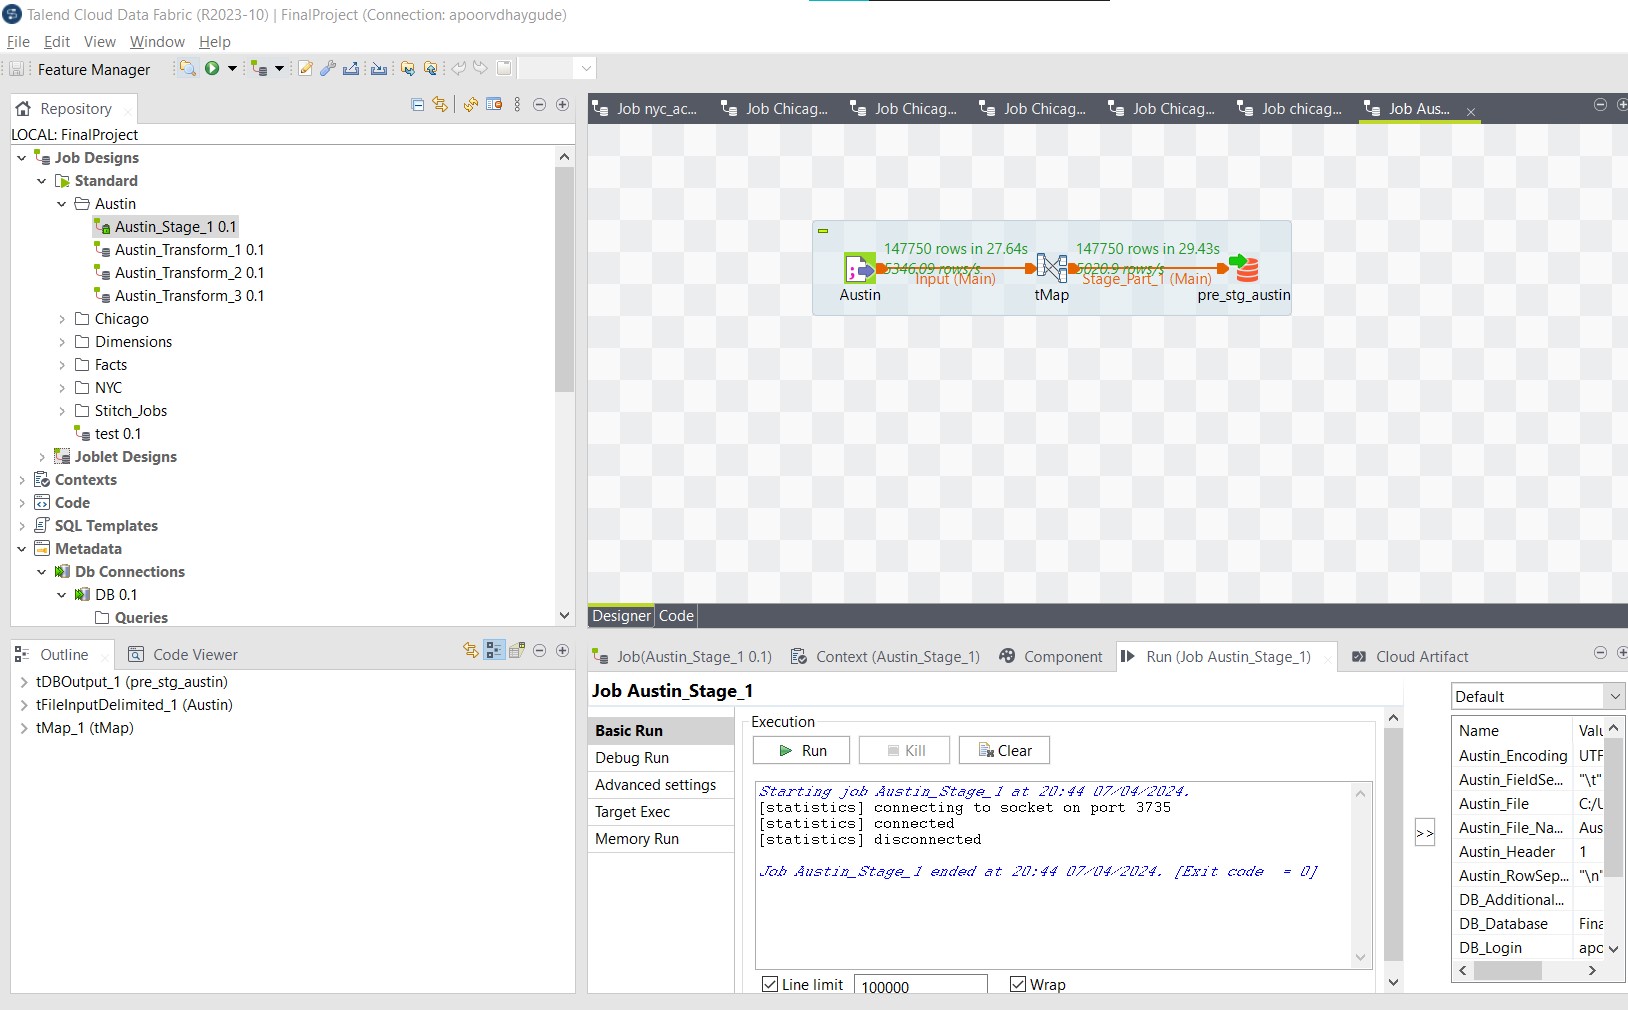 Talend Cloud Data Fabric (R2023-10) | FinalProject (Connection: apoorvdhaygude)
File Edit View Window Help
Feature Manager
Repository
LOCAL: FinalProject
Job Designs
Standard
Austin
Austin_Stage_1 0.1
Austin_Transform_1 0.1
Austin_Transform_2 0.1
Austin_Transform_3 0.1
Chicago
Dimensions
Facts
NYC
Stitch_Jobs
test 0.1
Joblet Designs
Contexts
Code
SQL Templates
Metadata
Db Connections
DB 0.1
Queries
Job nyc_ac... Job Chicag... Job Chicag... Job Chicag... Job Chicag... Job chicag... Job Aus...
147750 rows in 27.64s
5346.09 rows/s
Input (Main)
147750 rows in 29.43s
5020.9 rows/s
Stage_Part_1 (Main)
Austin
tMap
pre_stg_austin
Designer Code
Outline Code Viewer
tDBOutput_1 (pre_stg_austin)
tFileInputDelimited_1 (Austin)
tMap_1 (tMap)
Job(Austin_Stage_1 0.1) Context (Austin_Stage_1) Component Run (Job Austin_Stage_1) Cloud Artifact
Job Austin_Stage_1
Basic Run
Debug Run
Advanced settings
Target Exec
Memory Run
Execution
Run Kill Clear
Starting job Austin_Stage_1 at 20:44 07/04/2024.
[statistics] connecting to socket on port 3735
[statistics] connected
[statistics] disconnected
Job Austin_Stage_1 ended at 20:44 07/04/2024. [Exit code  = 0]
Line limit 100000 Wrap
>>
Default
Name Valu
Austin_Encoding UTF
Austin_FieldSe... "\t"
Austin_File C:/U
Austin_File_Na... Aus
Austin_Header 1
Austin_RowSep... "\n"
DB_Additional...
DB_Database Fina
DB_Login apo